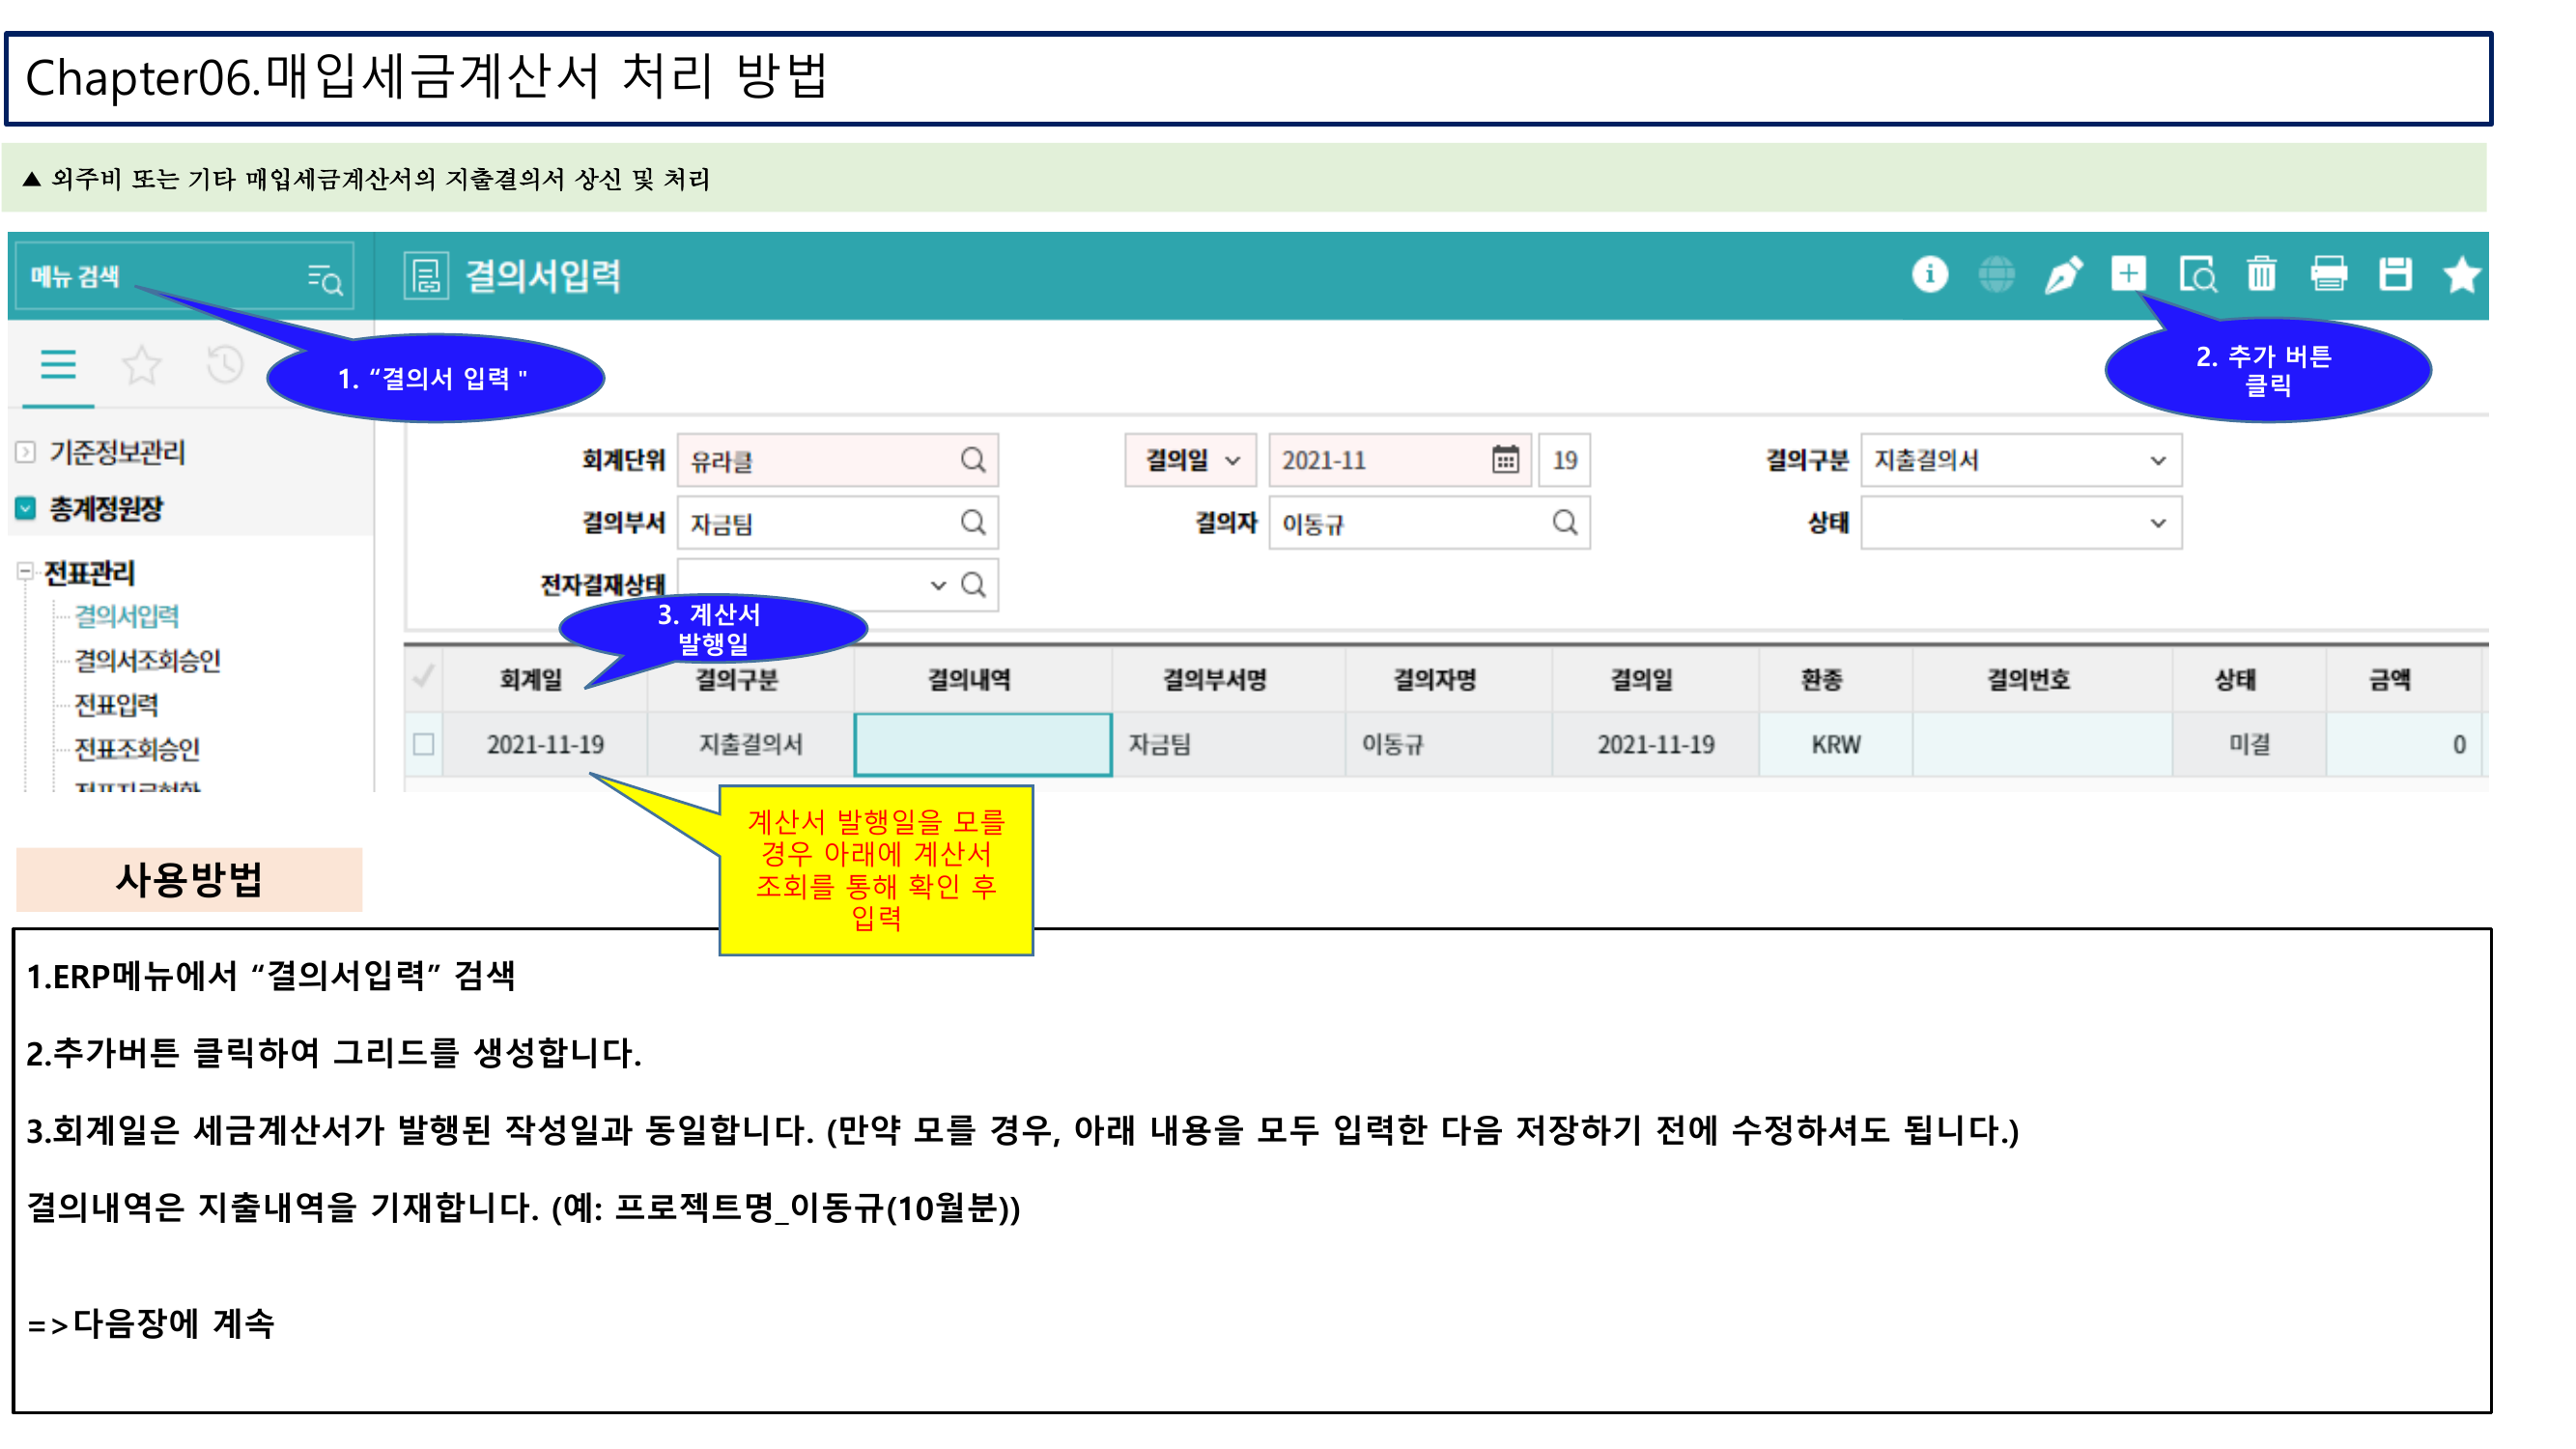 Chapter06.매입세금계산서 처리 방법
▲ 외주비 또는 기타 매입세금계산서의 지출결의서 상신 및 처리
메뉴 검색
결의서입력
1. “결의서 입력 "
2. 추가 버튼
클릭
기준정보관리
총계정원장
전표관리
결의서입력
결의서조회승인
전표입력
전표조회승인
회계단위 유라클 결의일 2021-11 19 결의구분 지출결의서
결의부서 자금팀 결의자 이동규 상태
전자결재상태
3. 계산서
발행일
회계일 결의구분 결의내역 결의부서명 결의자명 결의일 환종 결의번호 상태 금액
2021-11-19 지출결의서 자금팀 이동규 2021-11-19 KRW 미결 0
계산서 발행일을 모를
경우 아래에 계산서
조회를 통해 확인 후
입력
사용방법
1.ERP메뉴에서 “결의서입력” 검색
2.추가버튼 클릭하여 그리드를 생성합니다.
3.회계일은 세금계산서가 발행된 작성일과 동일합니다. (만약 모를 경우, 아래 내용을 모두 입력한 다음 저장하기 전에 수정하셔도 됩니다.)
결의내역은 지출내역을 기재합니다. (예: 프로젝트명_이동규(10월분))
=>다음장에 계속